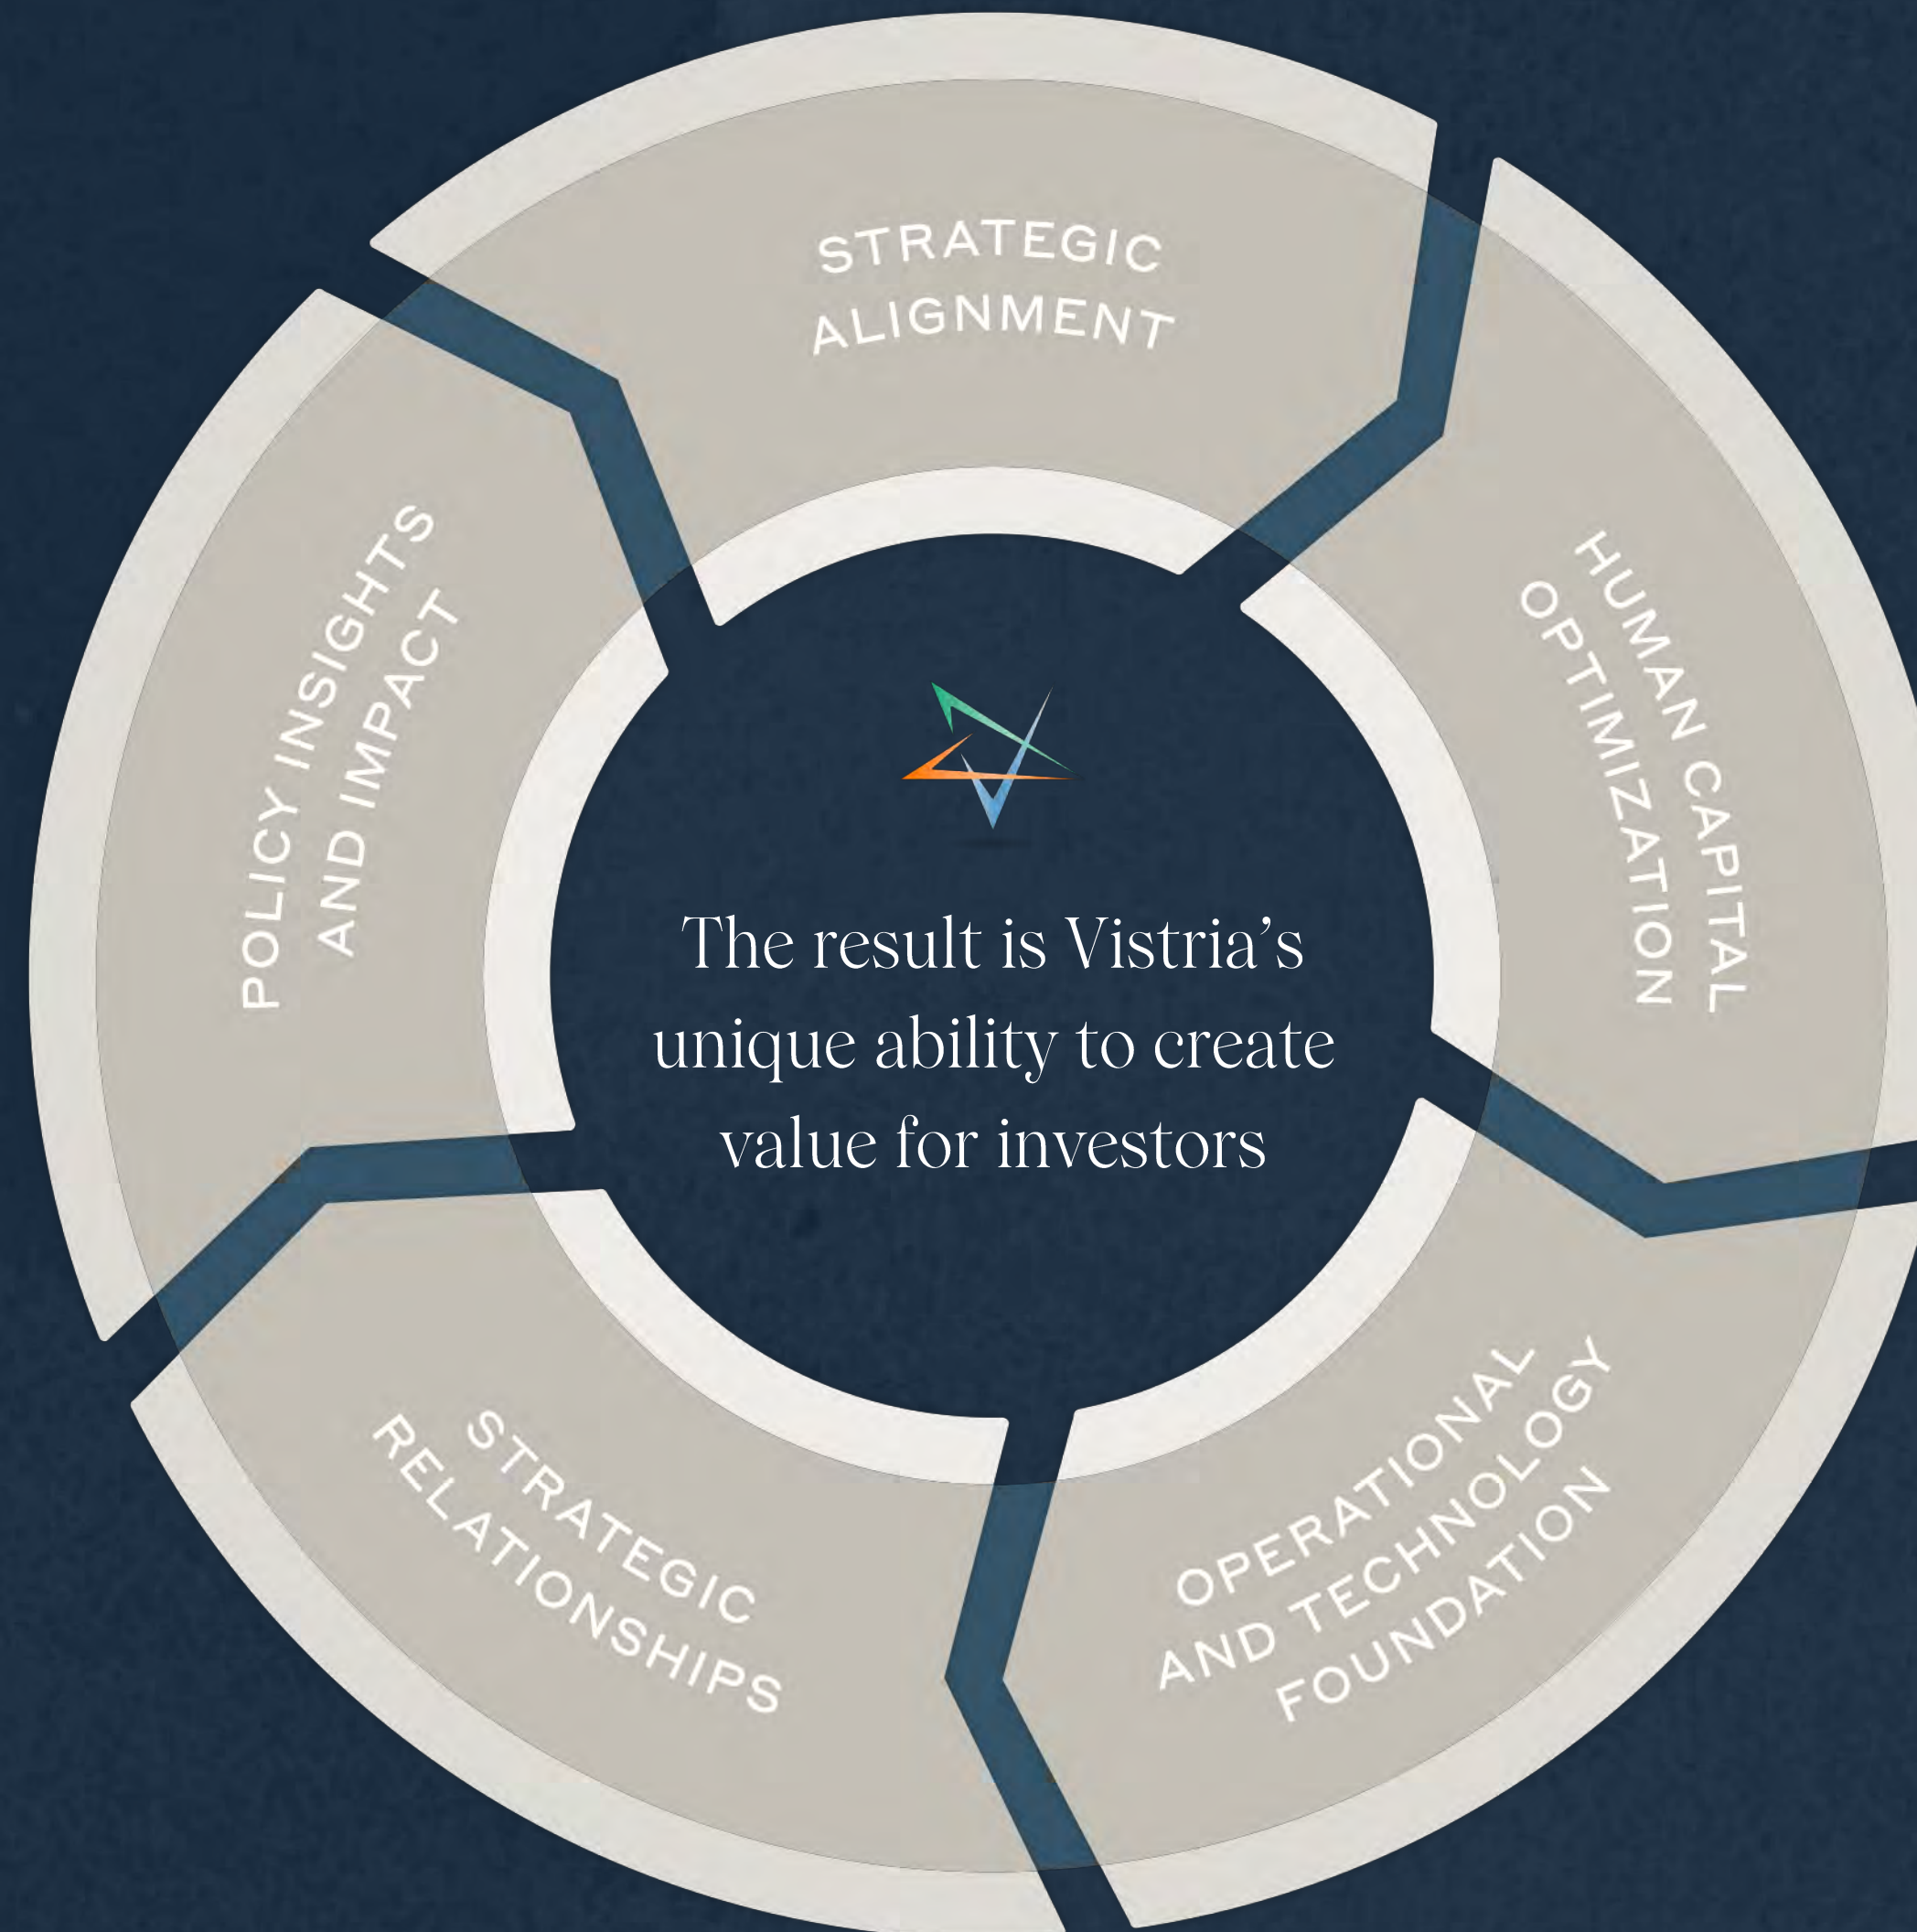 STRATEGIC
ALIGNMENT
HUMAN CAPITAL
OPTIMIZATION
OPERATIONAL
AND TECHNOLOGY
FOUNDATION
STRATEGIC
RELATIONSHIPS
POLICY INSIGHTS
AND IMPACT
The result is Vistria’s
unique ability to create
value for investors